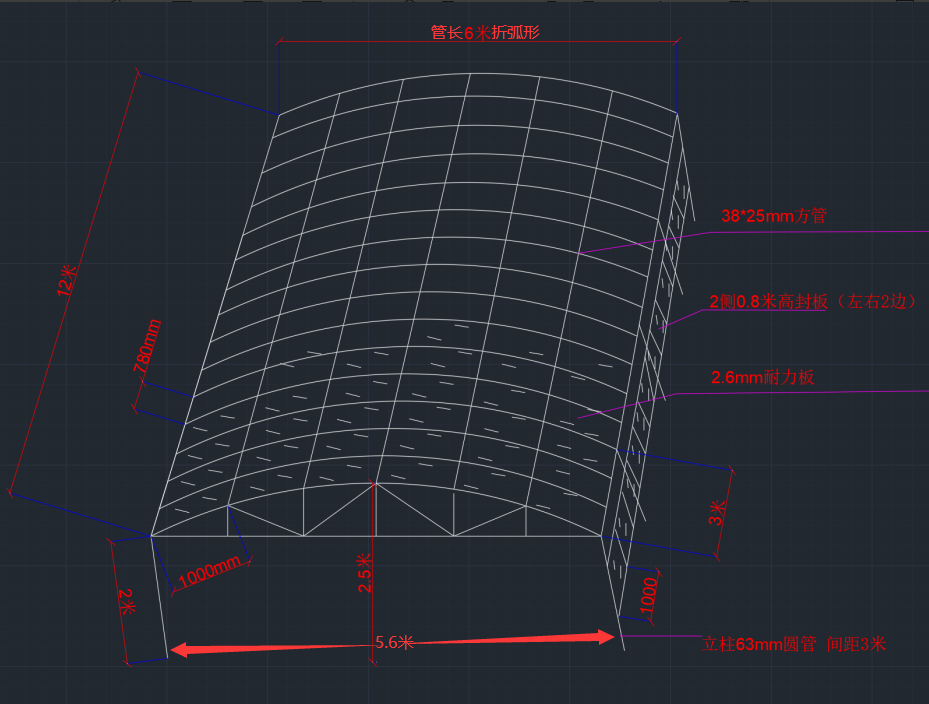 管长6米折弧形
12米
38*25mm方管
2侧0.8米高封板（左右2边）
780mm
2.6mm耐力板
3米
1000mm
2.5米
2米
1000
5.6米
立柱63mm圆管 间距3米